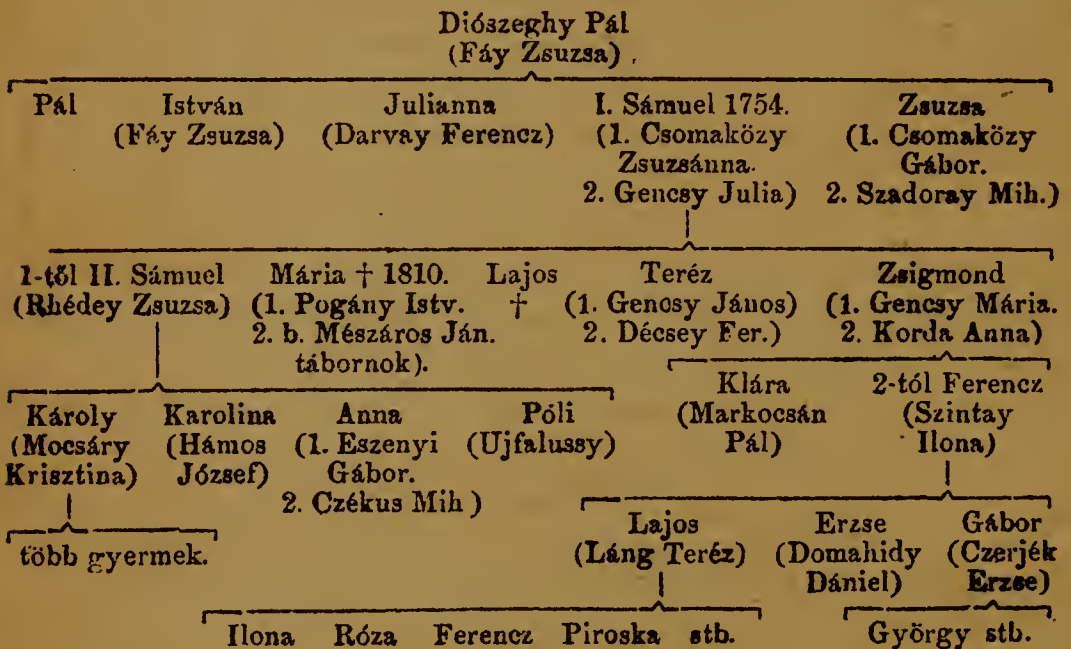 Diószeghy Pál
(Fáy Zsuzsa)
Pál István Julianna I. Sámuel 1754. Zsuzsa
(Fáy Zsuzsa) (Darvay Ferencz) (1. Csomaközy (1. Csomaközy
Zsuzsánna. Gábor.
2. Gencsy Julia) 2. Szadoray Mih.)
1-től II. Sámuel Mária † 1810. Lajos Teréz Zsigmond
(Rhédey Zsuzsa) (1. Pogány Istv. † (1. Gencsy János) (1. Gencsy Mária.
2. b. Mészáros Ján. 2. Décsey Fer.) 2. Korda Anna)
tábornok).
Klára 2-tól Ferencz
(Markocsán (Szintay
Pál) Ilona)
Károly Karolina Anna Póli
(Mocsáry (Hámos (1. Eszenyi (Ujfalussy)
Krisztina) József) Gábor.
2. Czékus Mih )
több gyermek.
Lajos Erzse Gábor
(Láng Teréz) (Domahidy (Czerjék
Dániel) Erzse)
Ilona Róza Ferencz Piroska stb. György stb.